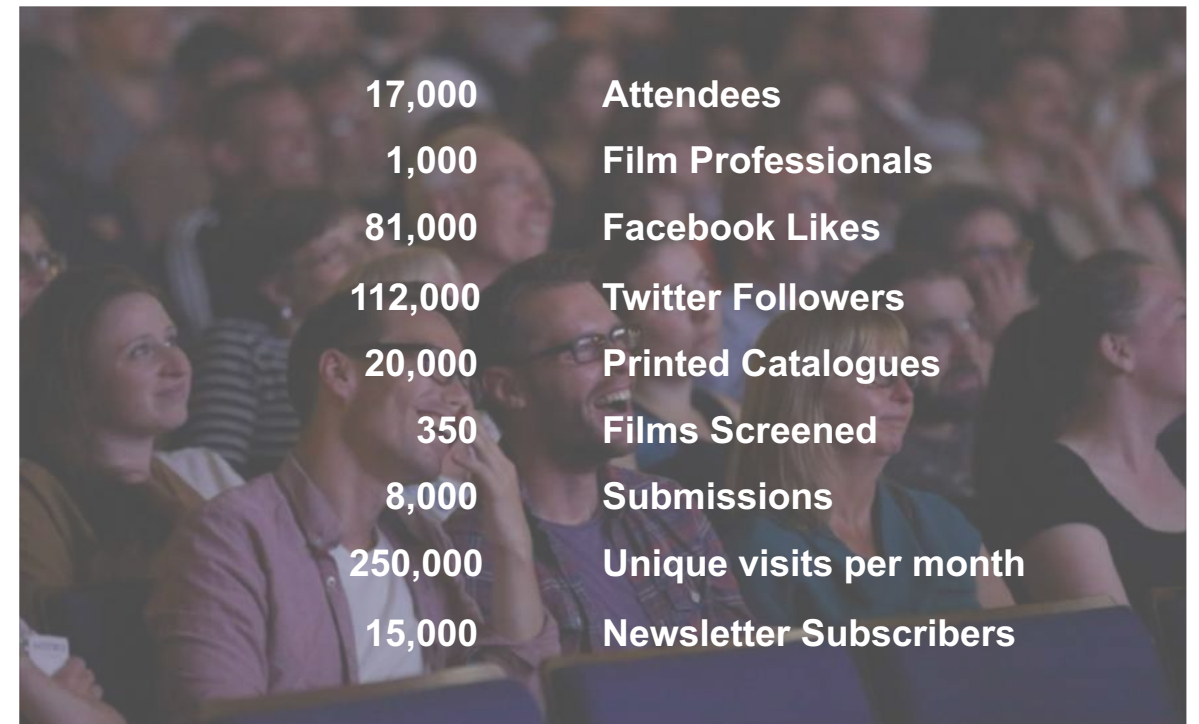 17,000 Attendees
1,000 Film Professionals
81,000 Facebook Likes
112,000 Twitter Followers
20,000 Printed Catalogues
350 Films Screened
8,000 Submissions
250,000 Unique visits per month
15,000 Newsletter Subscribers